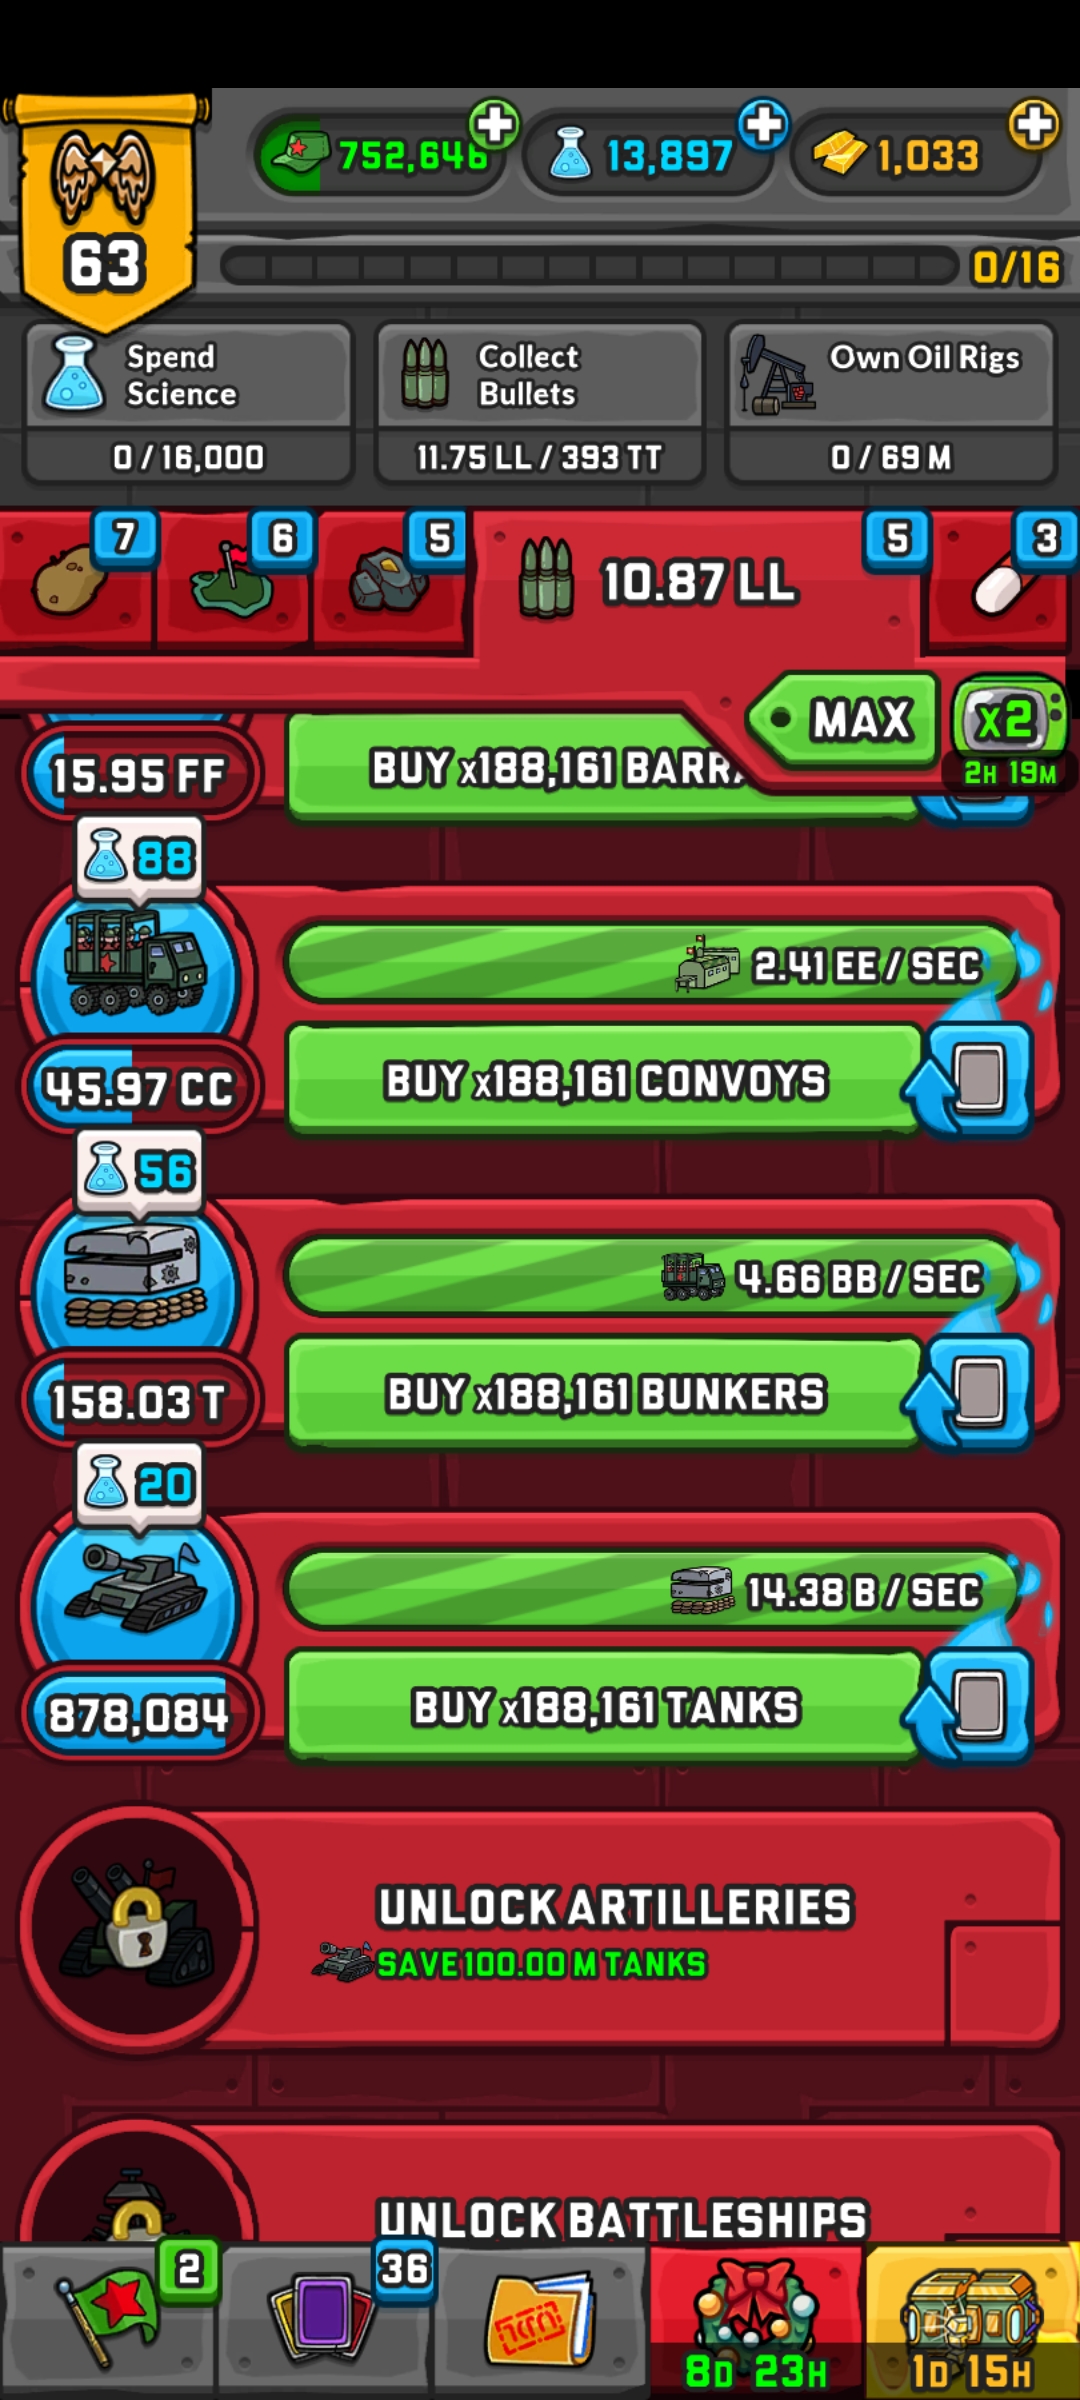 63
752,646
13,897
1,033
0/16
Spend
Science
0 / 16,000
Collect
Bullets
11.75 LL / 393 TT
Own Oil Rigs
0 / 69 M
7
6
5
10.87 LL
5
3
MAX
x2
2H 19M
15.95 FF
BUY x188,161
88
2.41 EE / SEC
45.97 CC
BUY x188,161 CONVOYS
56
4.66 BB / SEC
158.03 T
BUY x188,161 BUNKERS
20
14.38 B / SEC
878,084
BUY x188,161 TANKS
UNLOCK ARTILLERIES
SAVE 100.00 M TANKS
UNLOCK BATTLESHIPS
2
36
8D 23H
1D 15H